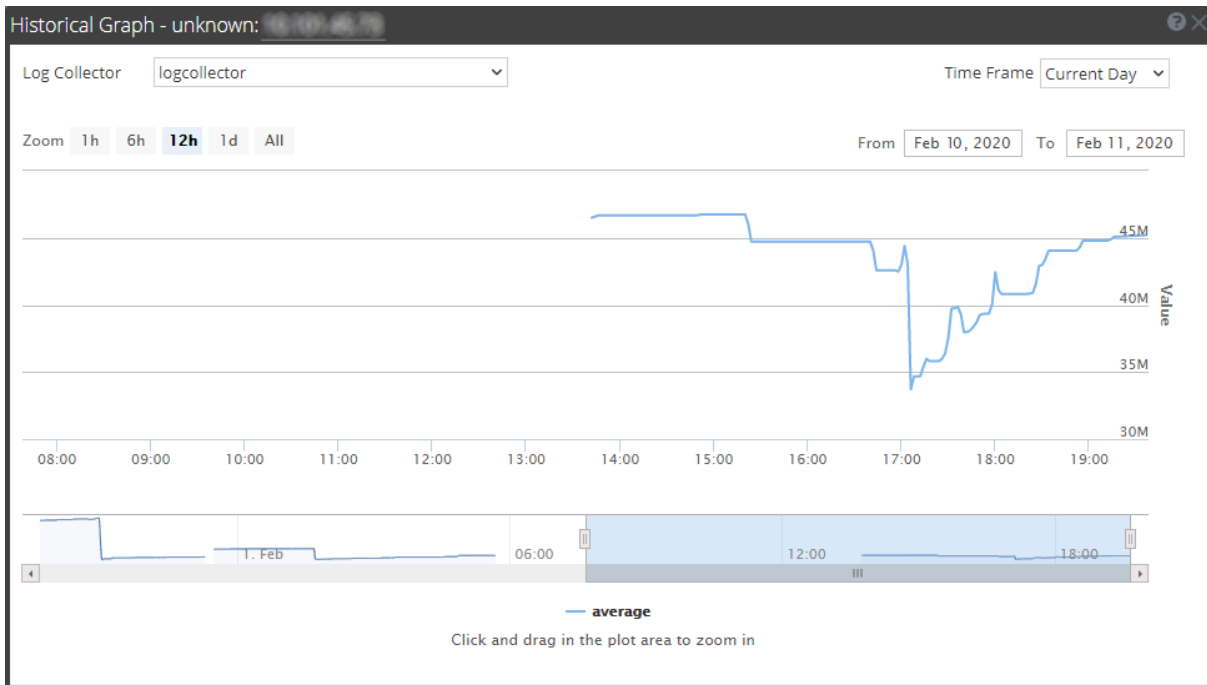 Historical Graph - unknown:
Log Collector logcollector Time Frame Current Day
Zoom 1h 6h 12h 1d All From Feb 10, 2020 To Feb 11, 2020
45M
40M
35M
30M
Value
08:00 09:00 10:00 11:00 12:00 13:00 14:00 15:00 16:00 17:00 18:00 19:00
1. Feb 06:00 12:00 18:00
average
Click and drag in the plot area to zoom in